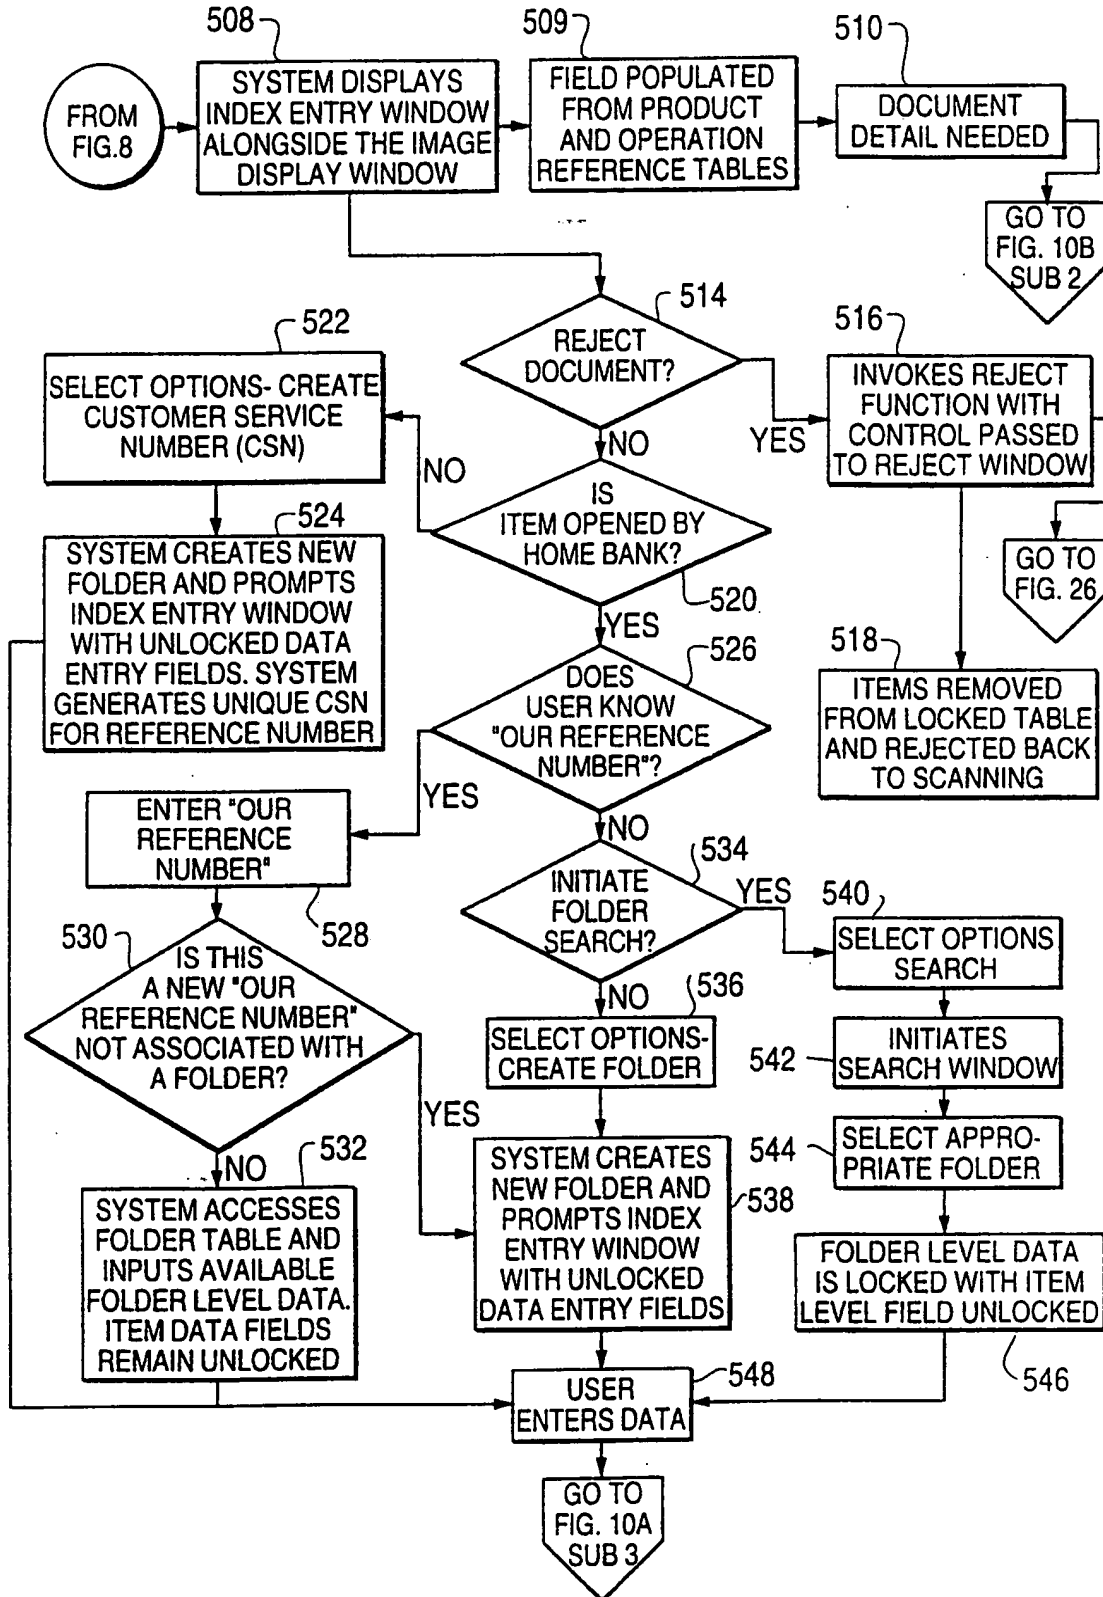 508
509
510
FROM
FIG.8
SYSTEM DISPLAYS
INDEX ENTRY WINDOW
ALONGSIDE THE IMAGE
DISPLAY WINDOW
FIELD POPULATED
FROM PRODUCT
AND OPERATION
REFERENCE TABLES
DOCUMENT
DETAIL NEEDED
GO TO
FIG. 10B
SUB 2
514
REJECT
DOCUMENT?
YES
NO
516
INVOKES REJECT
FUNCTION WITH
CONTROL PASSED
TO REJECT WINDOW
GO TO
FIG. 26
518
ITEMS REMOVED
FROM LOCKED TABLE
AND REJECTED BACK
TO SCANNING
522
SELECT OPTIONS- CREATE
CUSTOMER SERVICE
NUMBER (CSN)
NO
IS
ITEM OPENED BY
HOME BANK?
520
YES
524
SYSTEM CREATES NEW
FOLDER AND PROMPTS
INDEX ENTRY WINDOW
WITH UNLOCKED DATA
ENTRY FIELDS. SYSTEM
GENERATES UNIQUE CSN
FOR REFERENCE NUMBER
526
DOES
USER KNOW
"OUR REFERENCE
NUMBER"?
YES
NO
ENTER "OUR
REFERENCE
NUMBER"
528
534
INITIATE
FOLDER
SEARCH?
YES
NO
540
SELECT OPTIONS
SEARCH
530
IS THIS
A NEW "OUR
REFERENCE NUMBER"
NOT ASSOCIATED WITH
A FOLDER?
YES
NO
536
SELECT OPTIONS-
CREATE FOLDER
542
INITIATES
SEARCH WINDOW
544
SELECT APPRO-
PRIATE FOLDER
532
SYSTEM ACCESSES
FOLDER TABLE AND
INPUTS AVAILABLE
FOLDER LEVEL DATA.
ITEM DATA FIELDS
REMAIN UNLOCKED
SYSTEM CREATES
NEW FOLDER AND
PROMPTS INDEX
ENTRY WINDOW
WITH UNLOCKED
DATA ENTRY FIELDS
538
FOLDER LEVEL DATA
IS LOCKED WITH ITEM
LEVEL FIELD UNLOCKED
546
548
USER
ENTERS DATA
GO TO
FIG. 10A
SUB 3